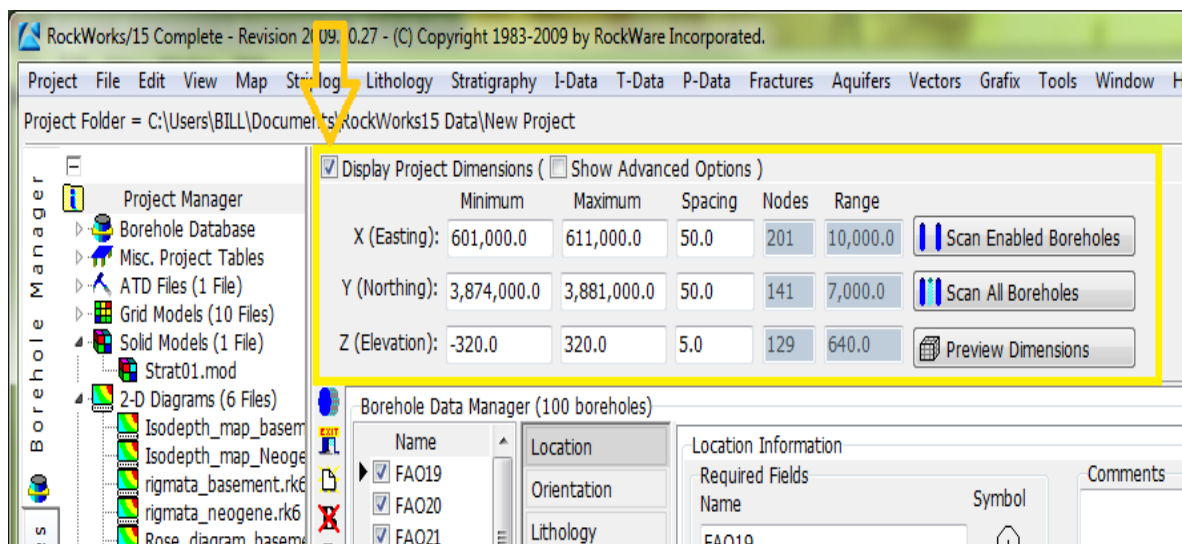 RockWorks/15 Complete - Revision 2009.10.27 - (C) Copyright 1983-2009 by RockWare Incorporated.
Project File Edit View Map Striplogs Lithology Stratigraphy I-Data T-Data P-Data Fractures Aquifers Vectors Grafix Tools Window H
Project Folder = C:\Users\BILL\Documents\RockWorks15 Data\New Project
Borehole Manager
es
Project Manager
Borehole Database
Misc. Project Tables
ATD Files (1 File)
Grid Models (10 Files)
Solid Models (1 File)
Strat01.mod
2-D Diagrams (6 Files)
Isodepth_map_basem
Isodepth_map_Neoge
rigmata_basement.rk6
rigmata_neogene.rk6
Rose_diagram_baseme
Display Project Dimensions ( Show Advanced Options )
Minimum Maximum Spacing Nodes Range
X (Easting): 601,000.0 611,000.0 50.0 201 10,000.0 Scan Enabled Boreholes
Y (Northing): 3,874,000.0 3,881,000.0 50.0 141 7,000.0 Scan All Boreholes
Z (Elevation): -320.0 320.0 5.0 129 640.0 Preview Dimensions
EXIT
Borehole Data Manager (100 boreholes)
Name
FAO19
FAO20
FAO21
Location
Orientation
Lithology
Location Information
Required Fields
Name
Symbol
FAO19
Comments